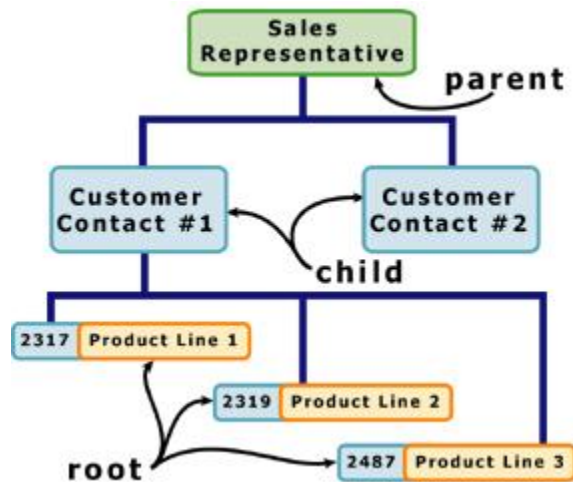 Sales
Representative
parent
Customer
Contact #1
Customer
Contact #2
child
2317 Product Line 1
2319 Product Line 2
root
2487 Product Line 3